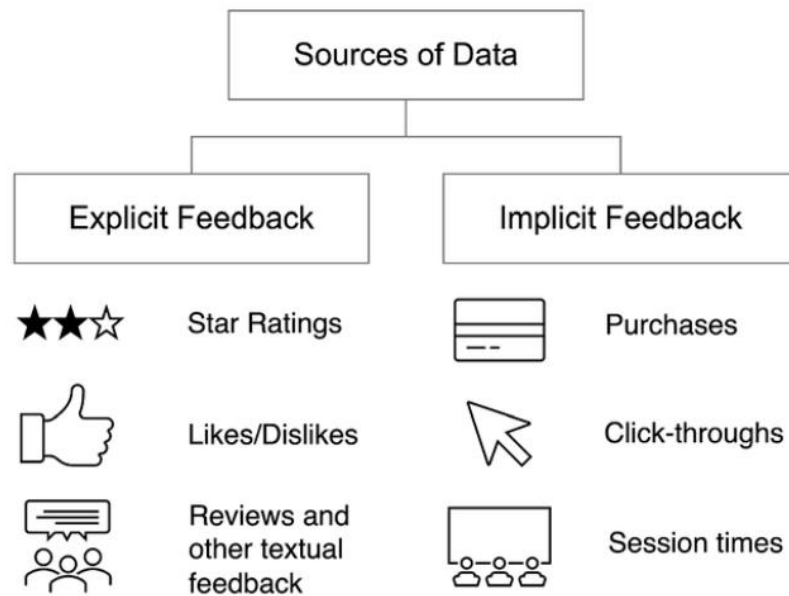 Sources of Data
Explicit Feedback
Implicit Feedback
Star Ratings
Purchases
Likes/Dislikes
Click-throughs
Reviews and
other textual
feedback
Session times